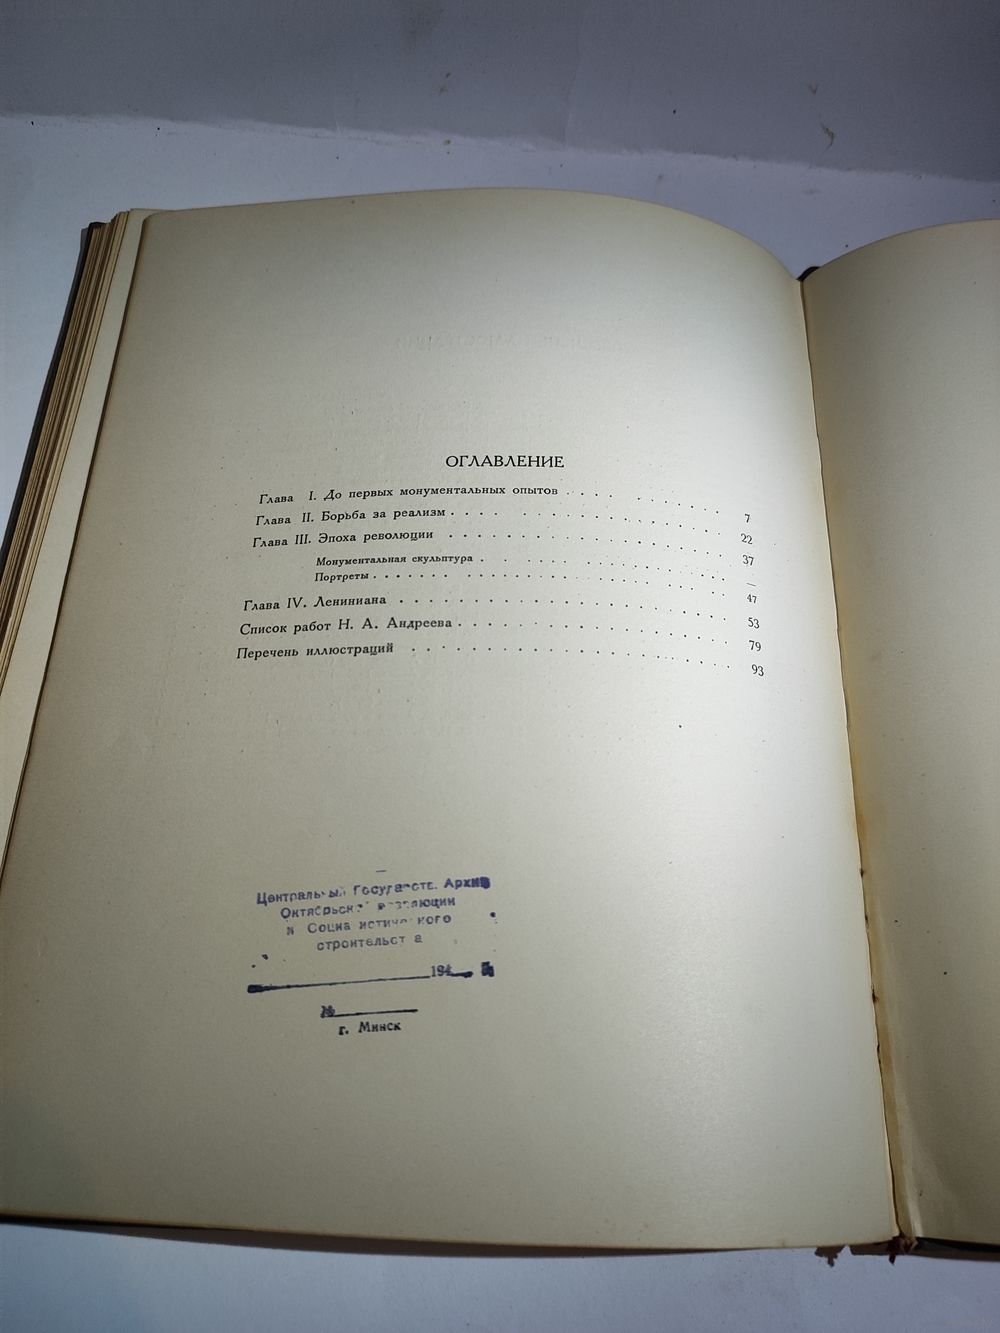 ОГЛАВЛЕНИЕ
Глава I. До первых монументальных опытов . . . . . . . . . . 7
Глава II. Борьба за реализм . . . . . . . . . . . . . . . . 22
Глава III. Эпоха революции . . . . . . . . . . . . . . . . 37
Монументальная скульптура . . . . . . . . . . . . . —
Портреты . . . . . . . . . . . . . . . . . . . . 47
Глава IV. Лениниана . . . . . . . . . . . . . . . . . . . 53
Список работ Н. А. Андреева . . . . . . . . . . . . . . . . 79
Перечень иллюстраций . . . . . . . . . . . . . . . . . . . 93
Центральный Государств. Архив
Октябрьской революции
и Социалистического
строительства
194
№
г. Минск